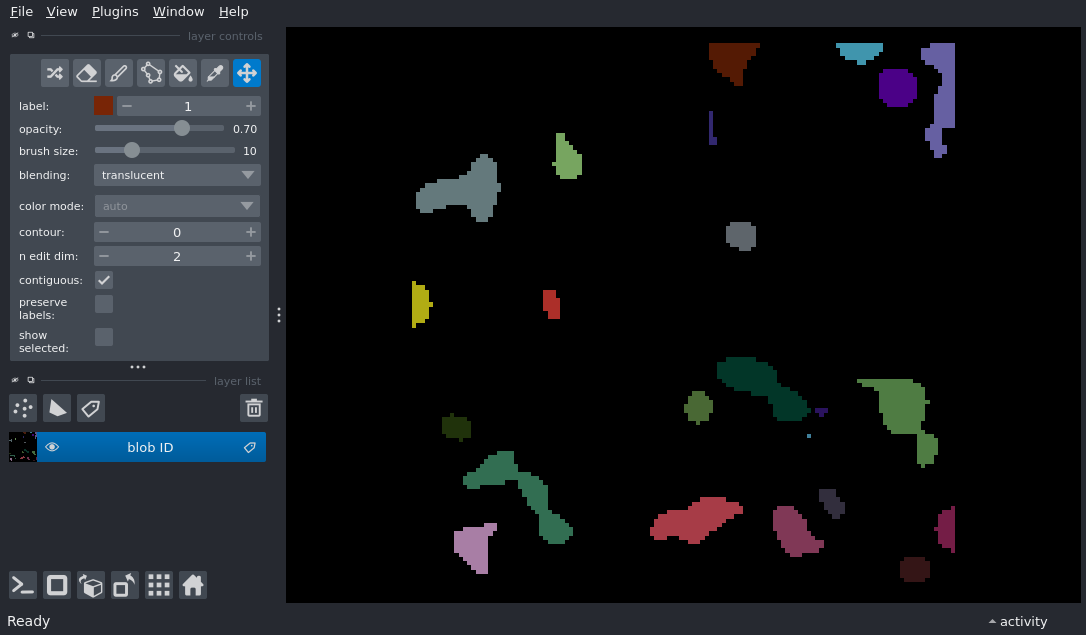 File View Plugins Window Help
layer controls
label: 1
opacity: 0.70
brush size: 10
blending: translucent
color mode: auto
contour: 0
n edit dim: 2
contiguous:
preserve
labels:
show
selected:
layer list
blob ID
Ready
activity